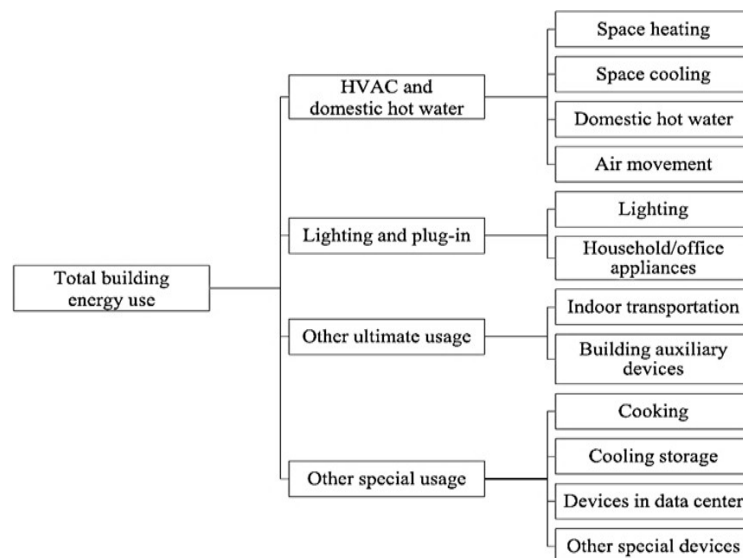 Total building
energy use
HVAC and
domestic hot water
Space heating
Space cooling
Domestic hot water
Air movement
Lighting and plug-in
Lighting
Household/office
appliances
Other ultimate usage
Indoor transportation
Building auxiliary
devices
Other special usage
Cooking
Cooling storage
Devices in data center
Other special devices